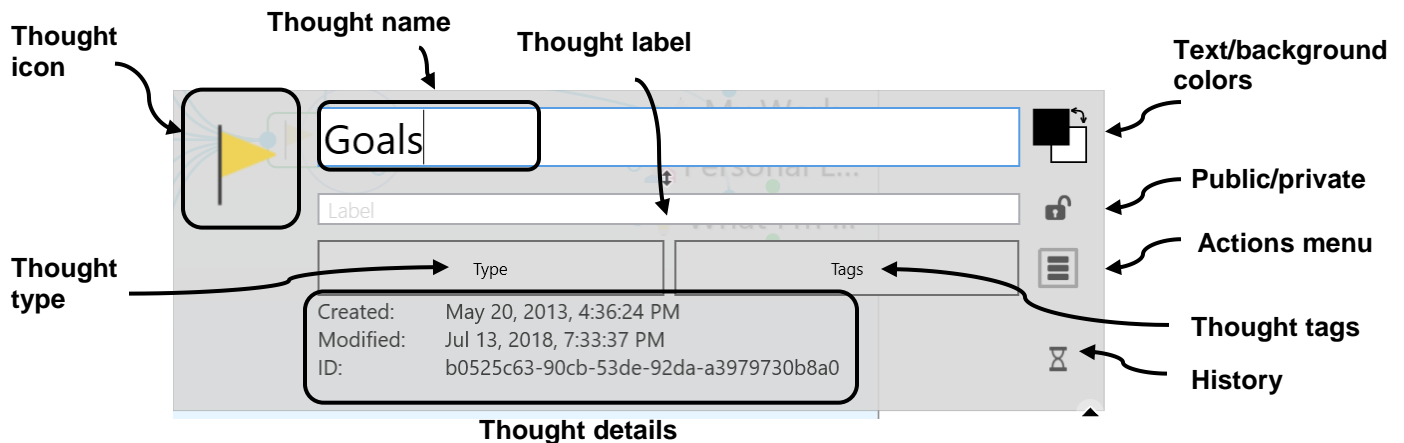 Thought name
Thought icon
Thought label
Text/background colors
Goals
Personal E...
Label
Public/private
What I'm I...
Actions menu
Thought type
Type
Tags
Created: May 20, 2013, 4:36:24 PM
Modified: Jul 13, 2018, 7:33:37 PM
ID: b0525c63-90cb-53de-92da-a3979730b8a0
Thought tags
History
Thought details